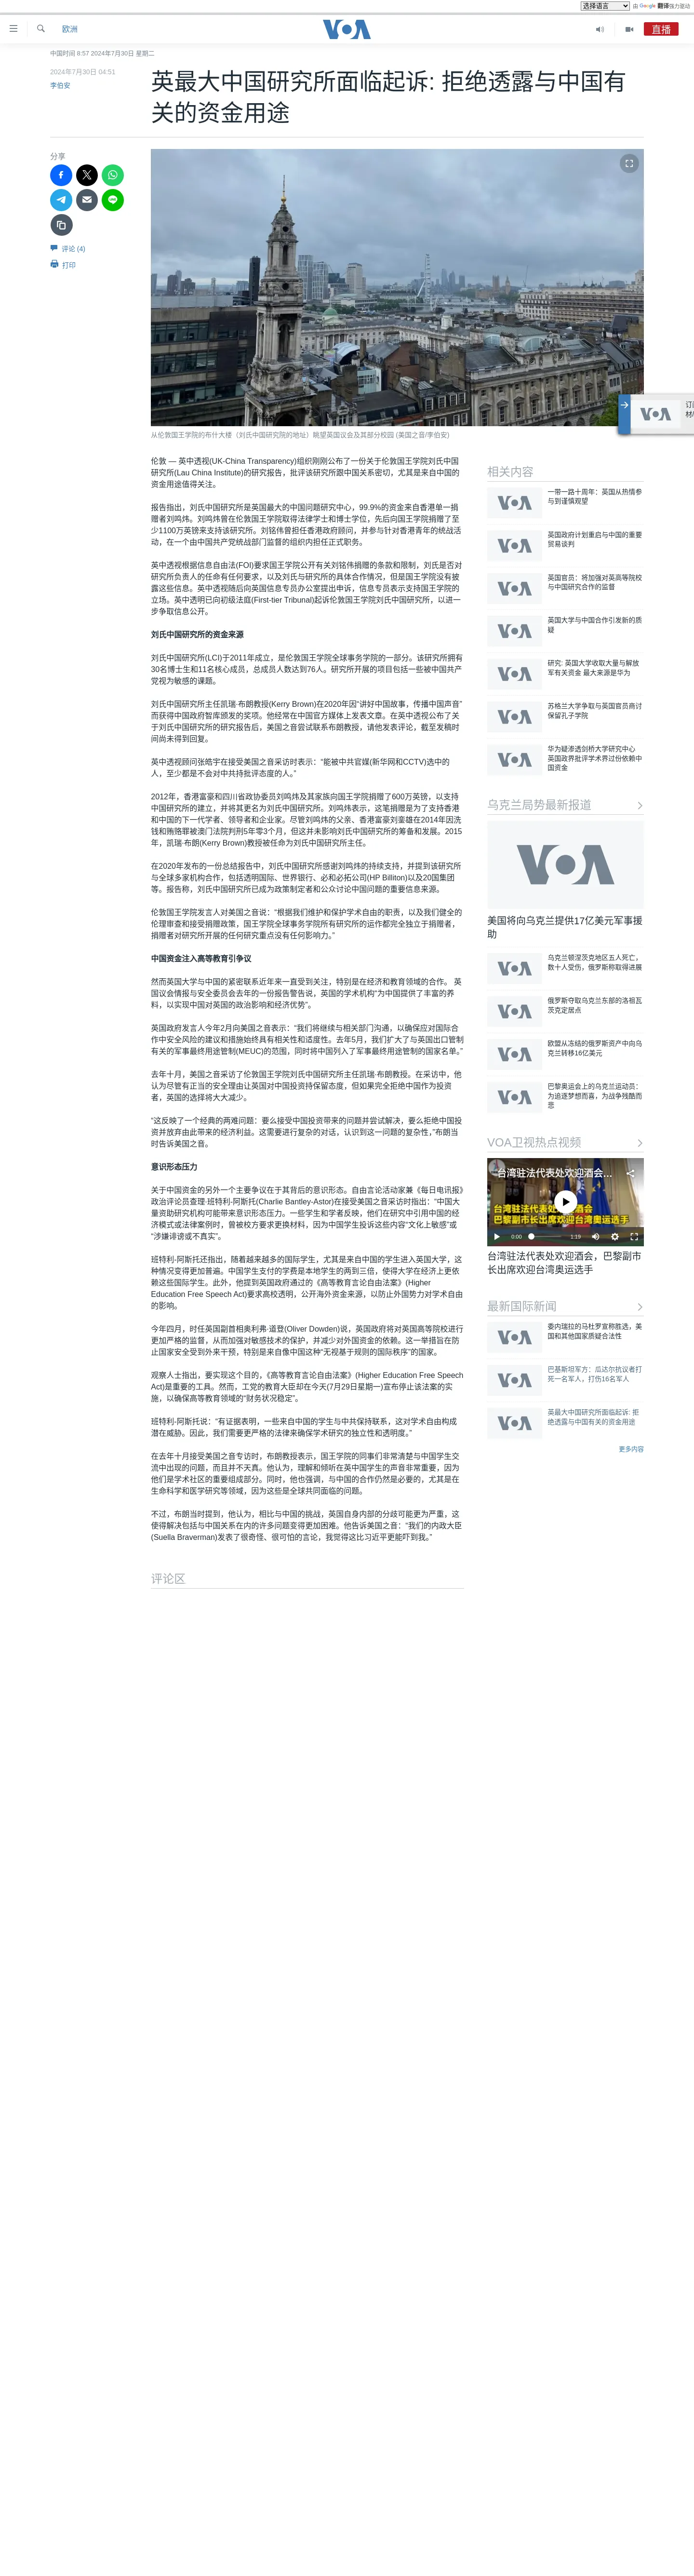 选择语言
由 Google 翻译强力驱动
欧洲
VOA
直播
中国时间 8:57 2024年7月30日 星期二
2024年7月30日 04:51
李伯安
英最大中国研究所面临起诉: 拒绝透露与中国有
关的资金用途
分享
评论 (4)
打印
从伦敦国王学院的布什大楼（刘氏中国研究院的地址）眺望英国议会及其部分校园 (美国之音/李伯安)
伦敦 — 英中透视(UK-China Transparency)组织刚刚公布了一份关于伦敦国王学院刘氏中国
研究所(Lau China Institute)的研究报告，批评该研究所跟中国关系密切，尤其是来自中国的
资金用途值得关注。
报告指出，刘氏中国研究所是英国最大的中国问题研究中心，99.9%的资金来自香港单一捐
赠者刘鸣炜。刘鸣炜曾在伦敦国王学院取得法律学士和博士学位，先后向国王学院捐赠了至
少1100万英镑来支持该研究所。刘铭伟曾担任香港政府顾问，并参与针对香港青年的统战活
动，在一个由中国共产党统战部门监督的组织内担任正式职务。
英中透视根据信息自由法(FOI)要求国王学院公开有关刘铭伟捐赠的条款和限制，刘氏是否对
研究所负责人的任命有任何要求，以及刘氏与研究所的具体合作情况，但是国王学院没有披
露这些信息。英中透视随后向英国信息专员办公室提出申诉，信息专员表示支持国王学院的
立场。英中透明已向初级法庭(First-tier Tribunal)起诉伦敦国王学院刘氏中国研究所，以进一
步争取信息公开。
刘氏中国研究所的资金来源
刘氏中国研究所(LCI)于2011年成立，是伦敦国王学院全球事务学院的一部分。该研究所拥有
30名博士生和11名核心成员，总成员人数达到76人。研究所开展的项目包括一些被中国共产
党视为敏感的课题。
刘氏中国研究所主任凯瑞·布朗教授(Kerry Brown)在2020年因“讲好中国故事，传播中国声音”
而获得中国政府智库颁发的奖项。他经常在中国官方媒体上发表文章。在英中透视公布了关
于刘氏中国研究所的研究报告后，美国之音尝试联系布朗教授，请他发表评论，截至发稿时
间尚未得到回复。
英中透视顾问张皓宇在接受美国之音采访时表示：“能被中共官媒(新华网和CCTV)选中的
人，至少都是不会对中共持批评态度的人。”
2012年，香港富豪和四川省政协委员刘鸣炜及其家族向国王学院捐赠了600万英镑，以支持
中国研究所的建立，并将其更名为刘氏中国研究所。刘鸣炜表示，这笔捐赠是为了支持香港
和中国的下一代学者、领导者和企业家。尽管刘鸣炜的父亲、香港富豪刘銮雄在2014年因洗
钱和贿赂罪被澳门法院判刑5年零3个月，但这并未影响刘氏中国研究所的筹备和发展。2015
年，凯瑞·布朗(Kerry Brown)教授被任命为刘氏中国研究所主任。
在2020年发布的一份总结报告中，刘氏中国研究所感谢刘鸣炜的持续支持，并提到该研究所
与全球多家机构合作，包括透明国际、世界银行、必和必拓公司(HP Billiton)以及20国集团
等。报告称，刘氏中国研究所已成为政策制定者和公众讨论中国问题的重要信息来源。
伦敦国王学院发言人对美国之音说：“根据我们维护和保护学术自由的职责，以及我们健全的
伦理审查和接受捐赠政策，国王学院全球事务学院所有研究所的运作都完全独立于捐赠者，
捐赠者对研究所开展的任何研究重点没有任何影响力。”
中国资金注入高等教育引争议
然而英国大学与中国的紧密联系近年来一直受到关注，特别是在经济和教育领域的合作。 英
国议会情报与安全委员会去年的一份报告警告说，英国的学术机构“为中国提供了丰富的养
料，以实现中国对英国的政治影响和经济优势”。
英国政府发言人今年2月向美国之音表示：“我们将继续与相关部门沟通，以确保应对国际合
作中安全风险的建议和措施始终具有相关性和适度性。去年5月，我们扩大了与英国出口管制
有关的军事最终用途管制(MEUC)的范围，同时将中国列入了军事最终用途管制的国家名单。”
去年十月，美国之音采访了伦敦国王学院刘氏中国研究所主任凯瑞·布朗教授。在采访中，他
认为尽管有正当的安全理由让英国对中国投资持保留态度，但如果完全拒绝中国作为投资
者，英国的选择将大大减少。
“这反映了一个经典的两难问题：要么接受中国投资带来的问题并尝试解决，要么拒绝中国投
资并放弃由此带来的经济利益。这需要进行复杂的对话，认识到这一问题的复杂性，”布朗当
时告诉美国之音。
意识形态压力
关于中国资金的另外一个主要争议在于其背后的意识形态。自由言论活动家兼《每日电讯报》
政治评论员查理·班特利-阿斯托(Charlie Bantley-Astor)在接受美国之音采访时指出：“中国大
量资助研究机构可能带来意识形态压力。一些学生和学者反映，他们在研究中引用中国的经
济模式或法律案例时，曾被校方要求更换材料，因为中国学生投诉这些内容“文化上敏感”或
“涉嫌诽谤或不真实”。
班特利-阿斯托还指出，随着越来越多的国际学生，尤其是来自中国的学生进入英国大学，这
种情况变得更加普遍。中国学生支付的学费是本地学生的两到三倍，使得大学在经济上更依
赖这些国际学生。此外，他提到英国政府通过的《高等教育言论自由法案》(Higher
Education Free Speech Act)要求高校透明，公开海外资金来源，以防止外国势力对学术自由
的影响。
今年四月，时任英国副首相奥利弗·道登(Oliver Dowden)说，英国政府将对英国高等院校进行
更加严格的监督，从而加强对敏感技术的保护，并减少对外国资金的依赖。这一举措旨在防
止国家安全受到外来干预，特别是来自像中国这种“无视基于规则的国际秩序”的国家。
观察人士指出，要实现这个目的，《高等教育言论自由法案》(Higher Education Free Speech
Act)是重要的工具。然而，工党的教育大臣却在今天(7月29日星期一)宣布停止该法案的实
施，以确保高等教育领域的“财务状况稳定”。
班特利-阿斯托说：“有证据表明，一些来自中国的学生与中共保持联系，这对学术自由构成
潜在威胁。因此，我们需要更严格的法律来确保学术研究的独立性和透明度。”
在去年十月接受美国之音专访时，布朗教授表示，国王学院的同事们非常清楚与中国学生交
流中出现的问题，而且并不天真。他认为，理解和倾听在英中国学生的声音非常重要，因为
他们是学术社区的重要组成部分。同时，他也强调，与中国的合作仍然是必要的，尤其是在
生命科学和医学研究等领域，因为这些是全球共同面临的问题。
不过，布朗当时提到，他认为，相比与中国的挑战，英国自身内部的分歧可能更为严重，这
使得解决包括与中国关系在内的许多问题变得更加困难。他告诉美国之音：“我们的内政大臣
(Suella Braverman)发表了很奇怪、很可怕的言论，我觉得这比习近平更能吓到我。”
评论区
相关内容
一带一路十周年：英国从热情参
与到谨慎观望
英国政府计划重启与中国的重要
贸易谈判
英国官员：将加强对英高等院校
与中国研究合作的监督
英国大学与中国合作引发新的质
疑
研究: 英国大学收取大量与解放
军有关资金 最大来源是华为
苏格兰大学争取与英国官员商讨
保留孔子学院
华为疑渗透剑桥大学研究中心
英国政界批评学术界过份依赖中
国资金
乌克兰局势最新报道
VOA
美国将向乌克兰提供17亿美元军事援
助
乌克兰顿涅茨克地区五人死亡，
数十人受伤，俄罗斯称取得进展
俄罗斯夺取乌克兰东部的洛祖瓦
茨克定居点
欧盟从冻结的俄罗斯资产中向乌
克兰转移16亿美元
巴黎奥运会上的乌克兰运动员：
为追逐梦想而喜，为战争残酷而
悲
VOA卫视热点视频
台湾驻法代表处欢迎酒会...
台湾驻法代表处欢迎酒会
巴黎副市长出席欢迎台湾奥运选手
0:00
1:19
台湾驻法代表处欢迎酒会，巴黎副市
长出席欢迎台湾奥运选手
最新国际新闻
委内瑞拉的马杜罗宣称胜选，美
国和其他国家质疑合法性
巴基斯坦军方：瓜达尔抗议者打
死一名军人，打伤16名军人
英最大中国研究所面临起诉: 拒
绝透露与中国有关的资金用途
更多内容